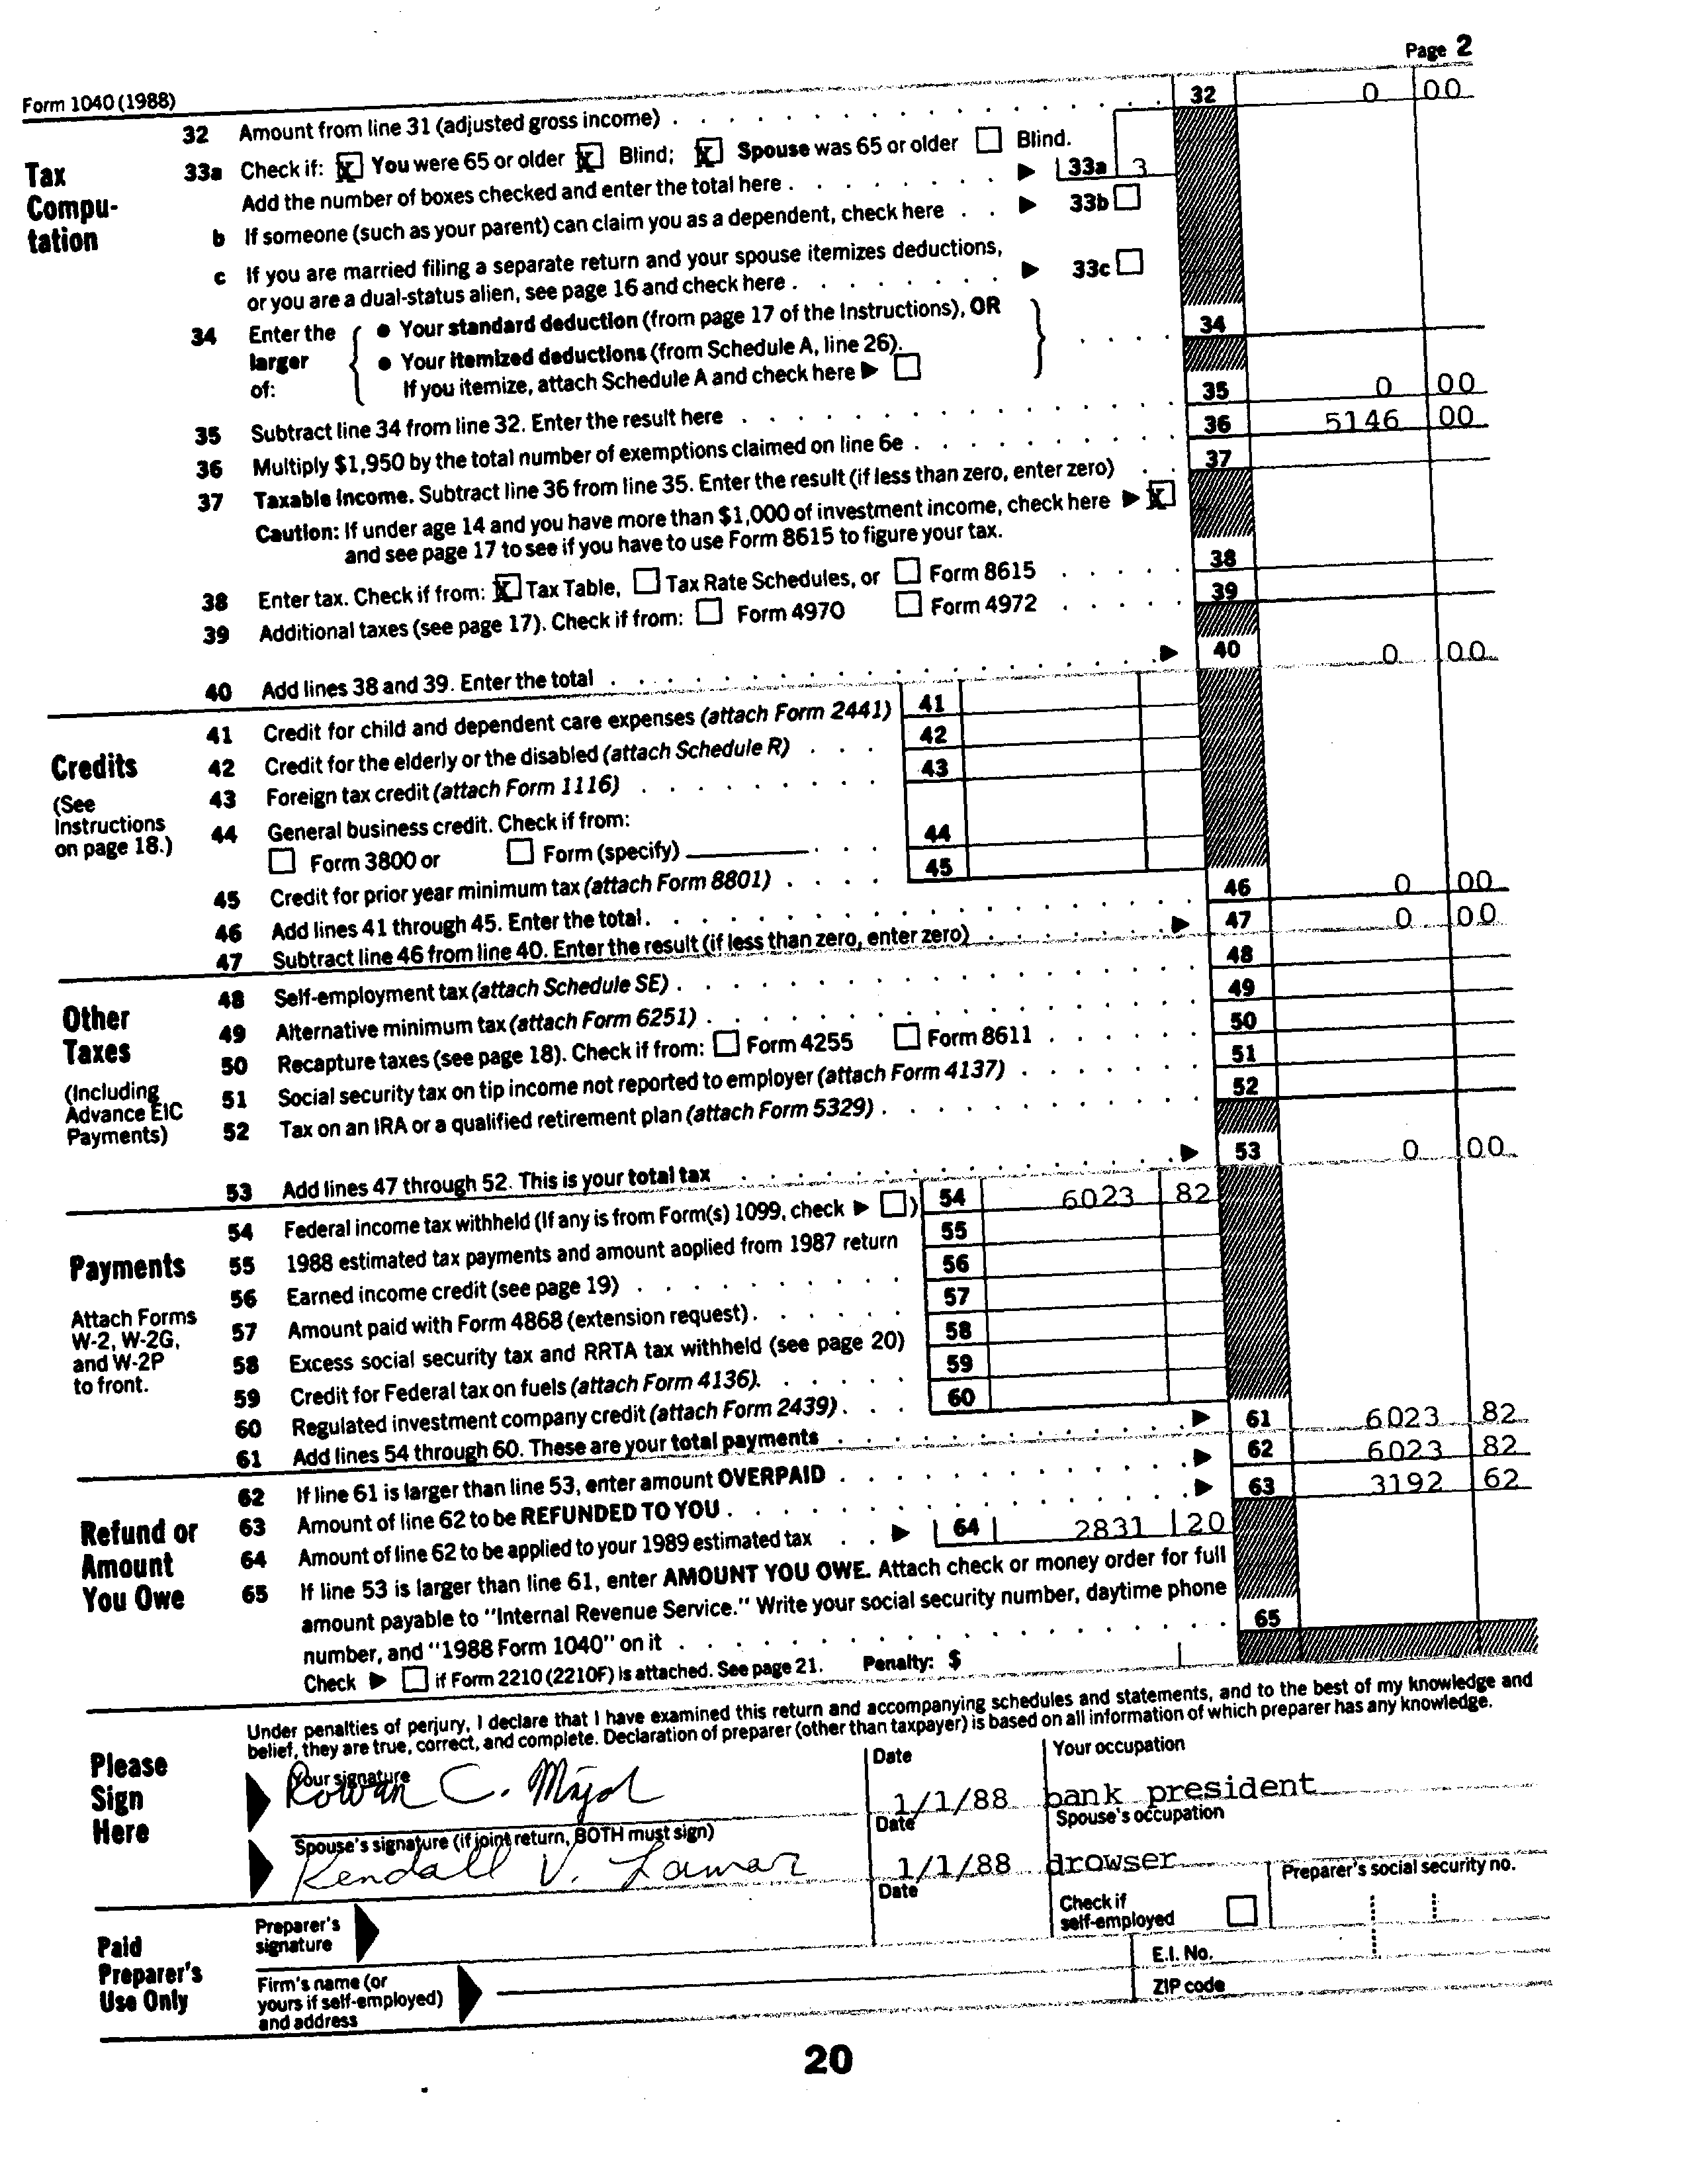 Page 2
Form 1040 (1988)
32 Amount from line 31 (adjusted gross income) . . . . 32 0 00
Tax Compu-tation
33a Check if: X You were 65 or older X Blind; X Spouse was 65 or older Blind.
Add the number of boxes checked and enter the total here . . . . 33a 3
b If someone (such as your parent) can claim you as a dependent, check here . . 33b
c If you are married filing a separate return and your spouse itemizes deductions,
or you are a dual-status alien, see page 16 and check here . . . . 33c
34 Enter the larger of:
• Your standard deduction (from page 17 of the Instructions), OR
• Your itemized deductions (from Schedule A, line 26).
If you itemize, attach Schedule A and check here
34
35 Subtract line 34 from line 32. Enter the result here . . . . 35 0 00
36 Multiply $1,950 by the total number of exemptions claimed on line 6e . . . . 36 5146 00
37 Taxable Income. Subtract line 36 from line 35. Enter the result (if less than zero, enter zero) . . 37
Caution: If under age 14 and you have more than $1,000 of investment income, check here X
and see page 17 to see if you have to use Form 8615 to figure your tax.
38 Enter tax. Check if from: X Tax Table, Tax Rate Schedules, or Form 8615 . . . . 38
39 Additional taxes (see page 17). Check if from: Form 4970 Form 4972 . . . . 39
40 Add lines 38 and 39. Enter the total . . . . 40 0 00
Credits
(See Instructions on page 18.)
41 Credit for child and dependent care expenses (attach Form 2441) 41
42 Credit for the elderly or the disabled (attach Schedule R) . . . 42
43 Foreign tax credit (attach Form 1116) . . . . 43
44 General business credit. Check if from:
Form 3800 or Form (specify) . . . 44
45 Credit for prior year minimum tax (attach Form 8801) . . . . 45
46 Add lines 41 through 45. Enter the total. . . . . 46 0 00
47 Subtract line 46 from line 40. Enter the result (if less than zero, enter zero) . . . . 47 0 00
Other Taxes
(Including Advance EIC Payments)
48 Self-employment tax (attach Schedule SE) . . . . 48
49 Alternative minimum tax (attach Form 6251) . . . . 49
50 Recapture taxes (see page 18). Check if from: Form 4255 Form 8611 . . . . 50
51 Social security tax on tip income not reported to employer (attach Form 4137) . . . . 51
52 Tax on an IRA or a qualified retirement plan (attach Form 5329) . . . . 52
53 Add lines 47 through 52. This is your total tax . . . . 53 0 00
Payments
Attach Forms W-2, W-2G, and W-2P to front.
54 Federal income tax withheld (If any is from Form(s) 1099, check ) 54 6023 82
55 1988 estimated tax payments and amount applied from 1987 return 55
56 Earned income credit (see page 19) . . . . 56
57 Amount paid with Form 4868 (extension request) . . . . 57
58 Excess social security tax and RRTA tax withheld (see page 20) 58
59 Credit for Federal tax on fuels (attach Form 4136). . . . . 59
60 Regulated investment company credit (attach Form 2439) . . . 60
61 Add lines 54 through 60. These are your total payments . . . . 61 6023 82
Refund or Amount You Owe
62 If line 61 is larger than line 53, enter amount OVERPAID . . . . 62 6023 82
63 Amount of line 62 to be REFUNDED TO YOU . . . . 63 3192 62
64 Amount of line 62 to be applied to your 1989 estimated tax . . 64 2831 20
65 If line 53 is larger than line 61, enter AMOUNT YOU OWE. Attach check or money order for full
amount payable to "Internal Revenue Service." Write your social security number, daytime phone
number, and "1988 Form 1040" on it . . . . 65
Check if Form 2210 (2210F) is attached. See page 21. Penalty: $
Please Sign Here
Under penalties of perjury, I declare that I have examined this return and accompanying schedules and statements, and to the best of my knowledge and
belief, they are true, correct, and complete. Declaration of preparer (other than taxpayer) is based on all information of which preparer has any knowledge.
Your signature Date Your occupation
Rowan C. Major 1/1/88 bank president
Spouse's signature (if joint return, BOTH must sign) Date Spouse's occupation
Kendall V. Lamar 1/1/88 drowser
Paid Preparer's Use Only
Preparer's signature Date Check if self-employed Preparer's social security no.
Firm's name (or yours if self-employed) and address E.I. No.
ZIP code
20